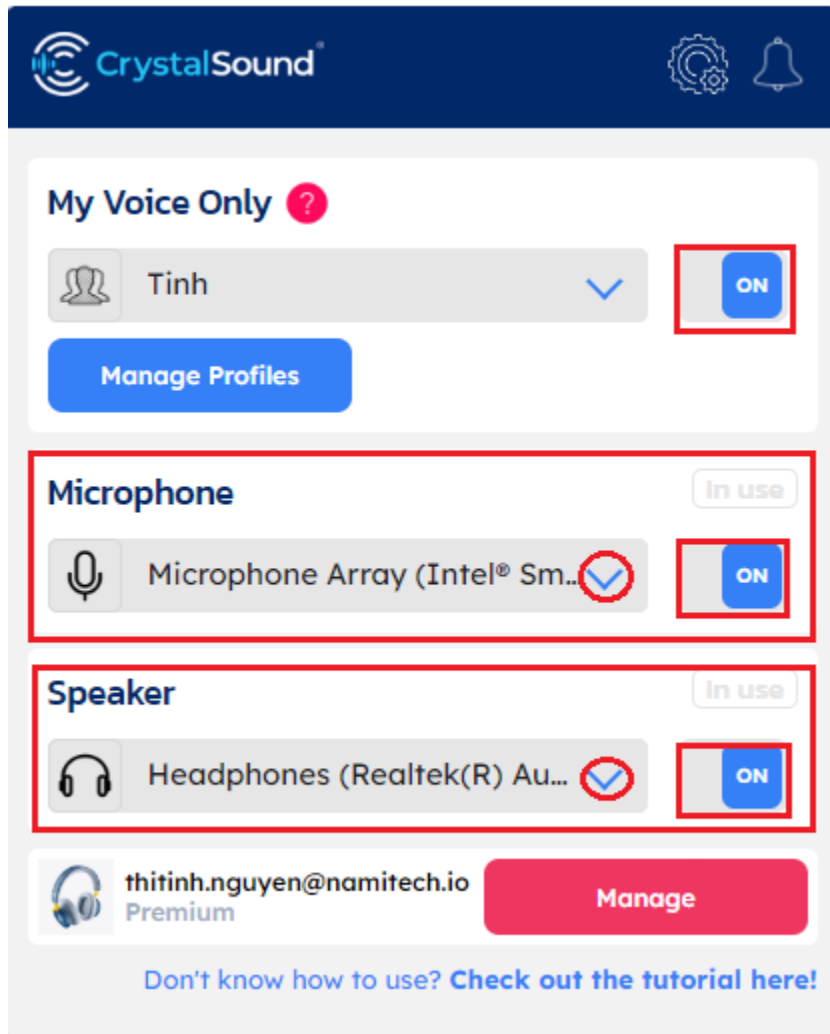 CrystalSound®
My Voice Only ?
Tinh ON
Manage Profiles
Microphone In use
Microphone Array (Intel® Sm... ON
Speaker In use
Headphones (Realtek(R) Au... ON
thitinh.nguyen@namitech.io
Premium
Manage
Don't know how to use? Check out the tutorial here!